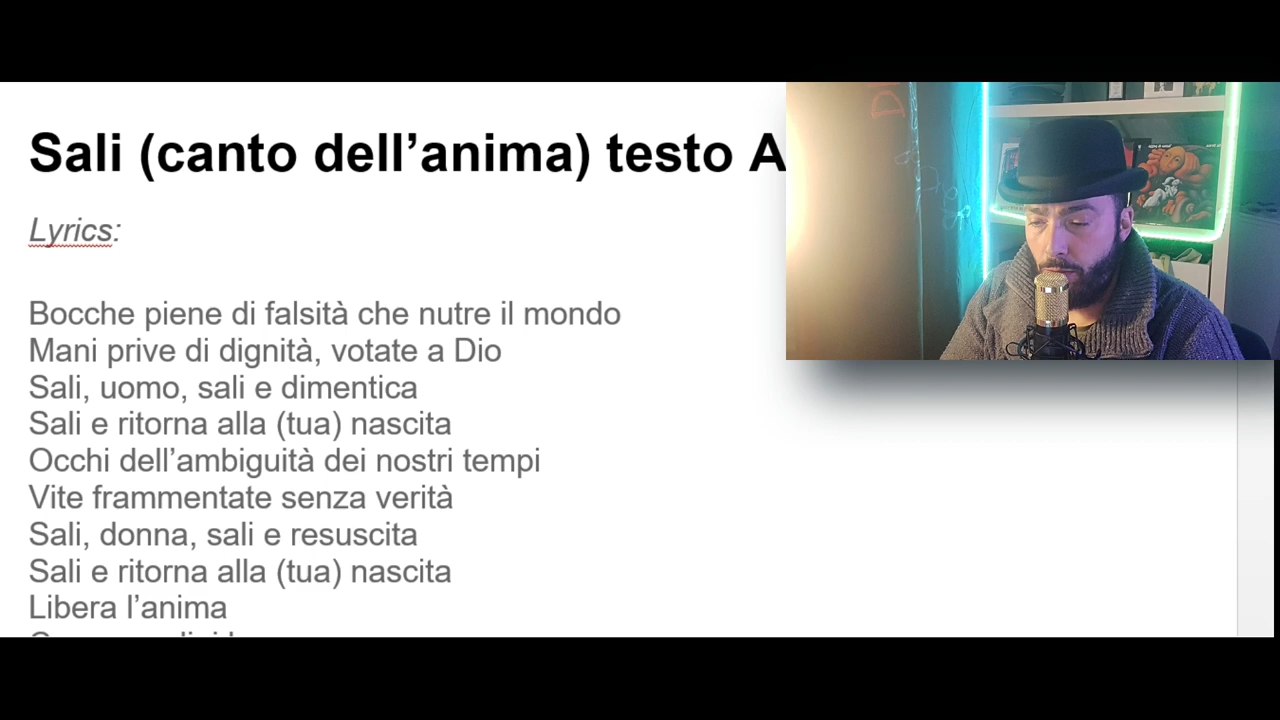 Sali (canto dell’anima) testo A
Lyrics:
Bocche piene di falsità che nutre il mondo
Mani prive di dignità, votate a Dio
Sali, uomo, sali e dimentica
Sali e ritorna alla (tua) nascita
Occhi dell’ambiguità dei nostri tempi
Vite frammentate senza verità
Sali, donna, sali e resuscita
Sali e ritorna alla (tua) nascita
Libera l’anima